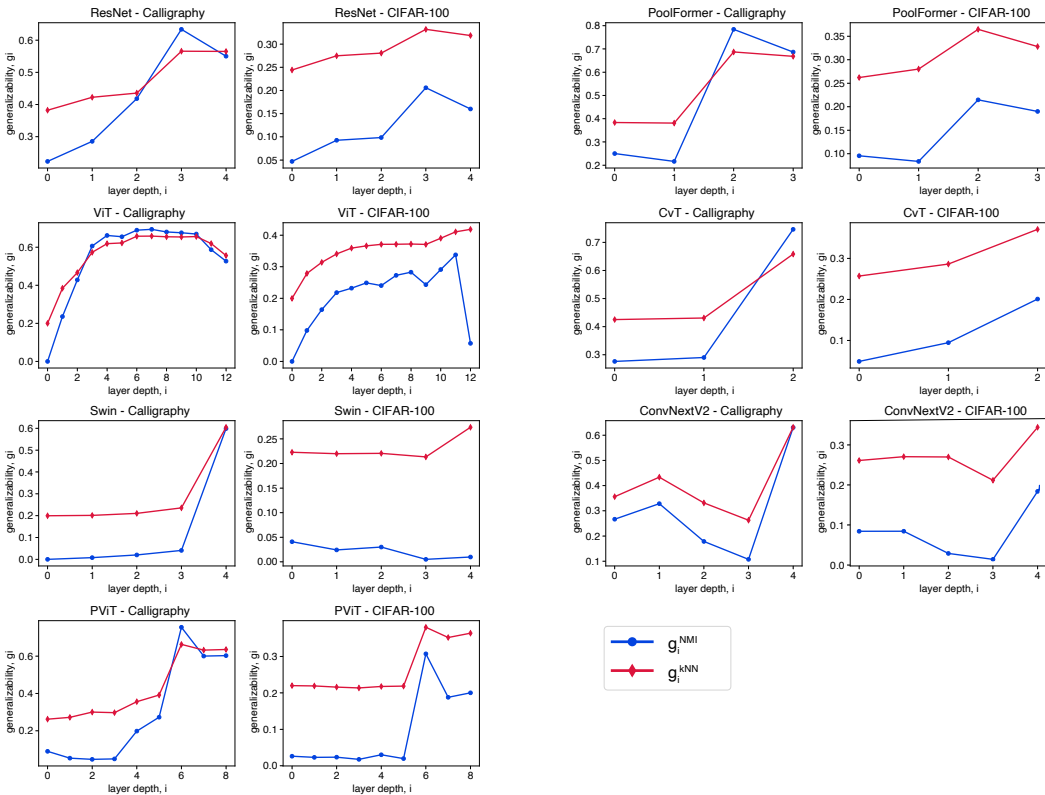 ResNet - Calligraphy
generalizability, gi
0.6
0.5
0.4
0.3
0 1 2 3 4
layer depth, i
ResNet - CIFAR-100
generalizability, gi
0.30
0.25
0.20
0.15
0.10
0.05
0 1 2 3 4
layer depth, i
PoolFormer - Calligraphy
generalizability, gi
0.8
0.7
0.6
0.5
0.4
0.3
0.2
0 1 2 3
layer depth, i
PoolFormer - CIFAR-100
generalizability, gi
0.35
0.30
0.25
0.20
0.15
0.10
0 1 2 3
layer depth, i
ViT - Calligraphy
generalizability, gi
0.6
0.4
0.2
0.0
0 2 4 6 8 10 12
layer depth, i
ViT - CIFAR-100
generalizability, gi
0.4
0.3
0.2
0.1
0.0
0 2 4 6 8 10 12
layer depth, i
CvT - Calligraphy
generalizability, gi
0.7
0.6
0.5
0.4
0.3
0 1 2
layer depth, i
CvT - CIFAR-100
generalizability, gi
0.3
0.2
0.1
0 1 2
layer depth, i
Swin - Calligraphy
generalizability, gi
0.6
0.5
0.4
0.3
0.2
0.1
0.0
0 1 2 3 4
layer depth, i
Swin - CIFAR-100
generalizability, gi
0.25
0.20
0.15
0.10
0.05
0.00
0 1 2 3 4
layer depth, i
ConvNextV2 - Calligraphy
generalizability, gi
0.6
0.5
0.4
0.3
0.2
0.1
0 1 2 3 4
layer depth, i
ConvNextV2 - CIFAR-100
generalizability, gi
0.3
0.2
0.1
0.0
0 1 2 3 4
layer depth, i
PViT - Calligraphy
generalizability, gi
0.6
0.4
0.2
0 2 4 6 8
layer depth, i
PViT - CIFAR-100
generalizability, gi
0.3
0.2
0.1
0.0
0 2 4 6 8
layer depth, i
g_i^NMI
g_i^kNN